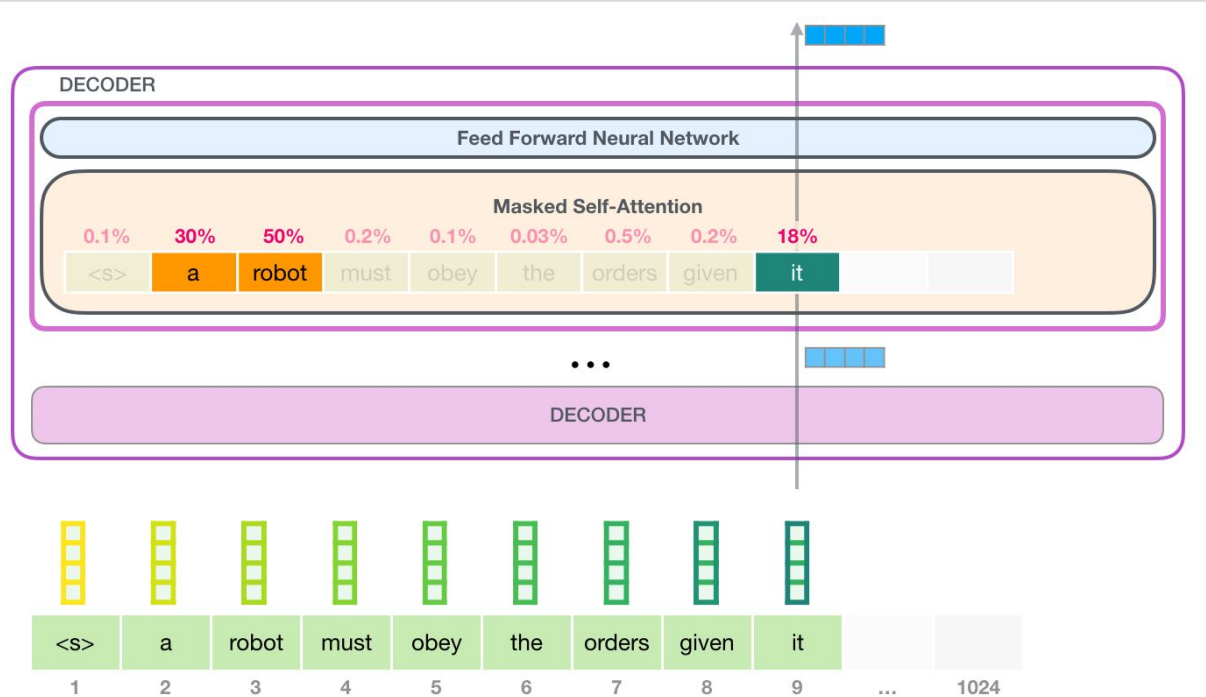 DECODER
Feed Forward Neural Network
Masked Self-Attention
0.1% 30% 50% 0.2% 0.1% 0.03% 0.5% 0.2% 18%
<s> a robot must obey the orders given it
...
DECODER
<s> a robot must obey the orders given it
1 2 3 4 5 6 7 8 9 ... 1024